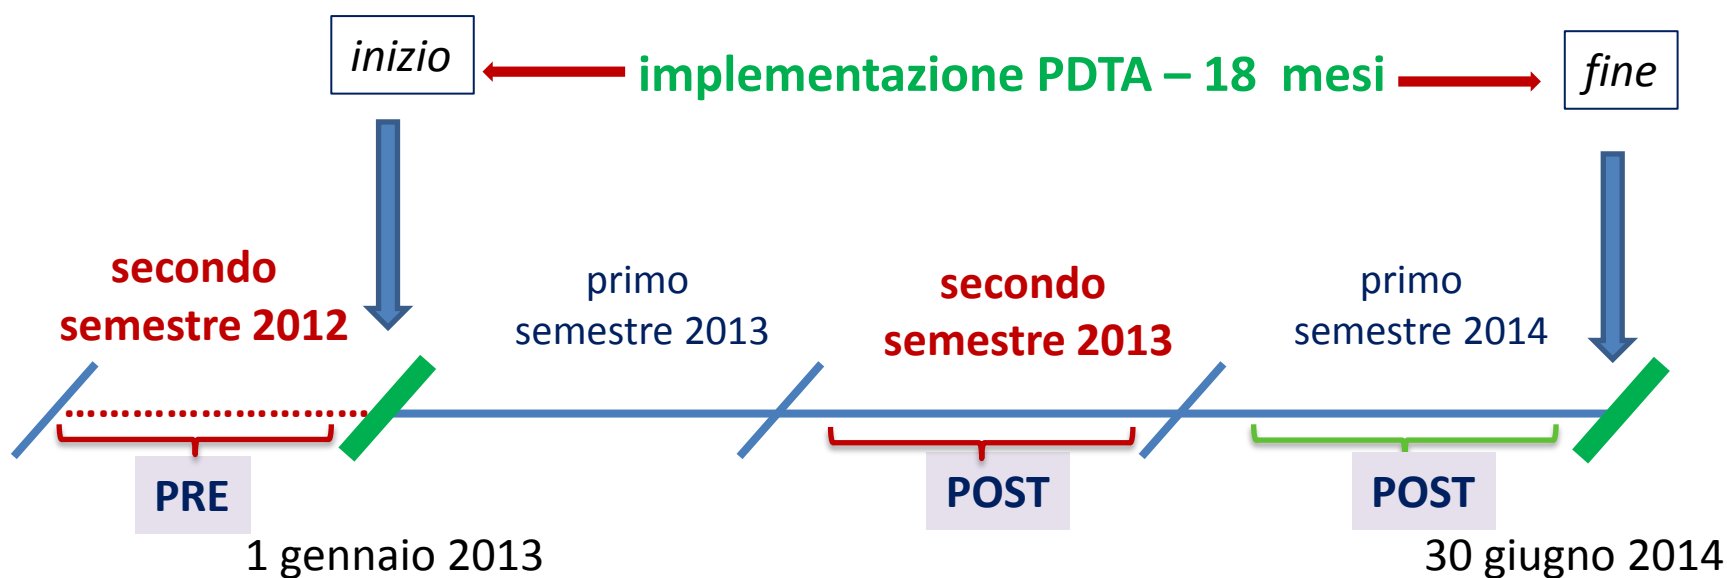 inizio
implementazione PDTA – 18 mesi
fine
secondo
semestre 2012
primo
semestre 2013
secondo
semestre 2013
primo
semestre 2014
PRE
POST
POST
1 gennaio 2013
30 giugno 2014